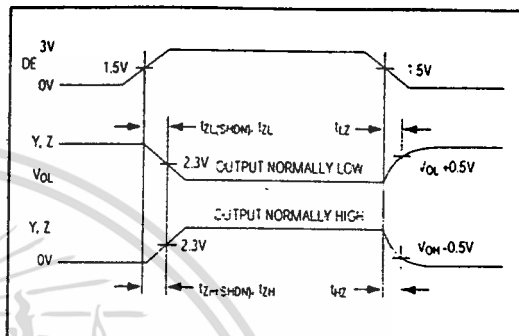 3V
DE
1.5V
1.5V
0V
tZL(SHDN), tZL
tLZ
Y, Z
2.3V
OUTPUT NORMALLY LOW
VOL +0.5V
VOL
OUTPUT NORMALLY HIGH
Y, Z
2.3V
VOH -0.5V
0V
tZH(SHDN), tZH
tHZ